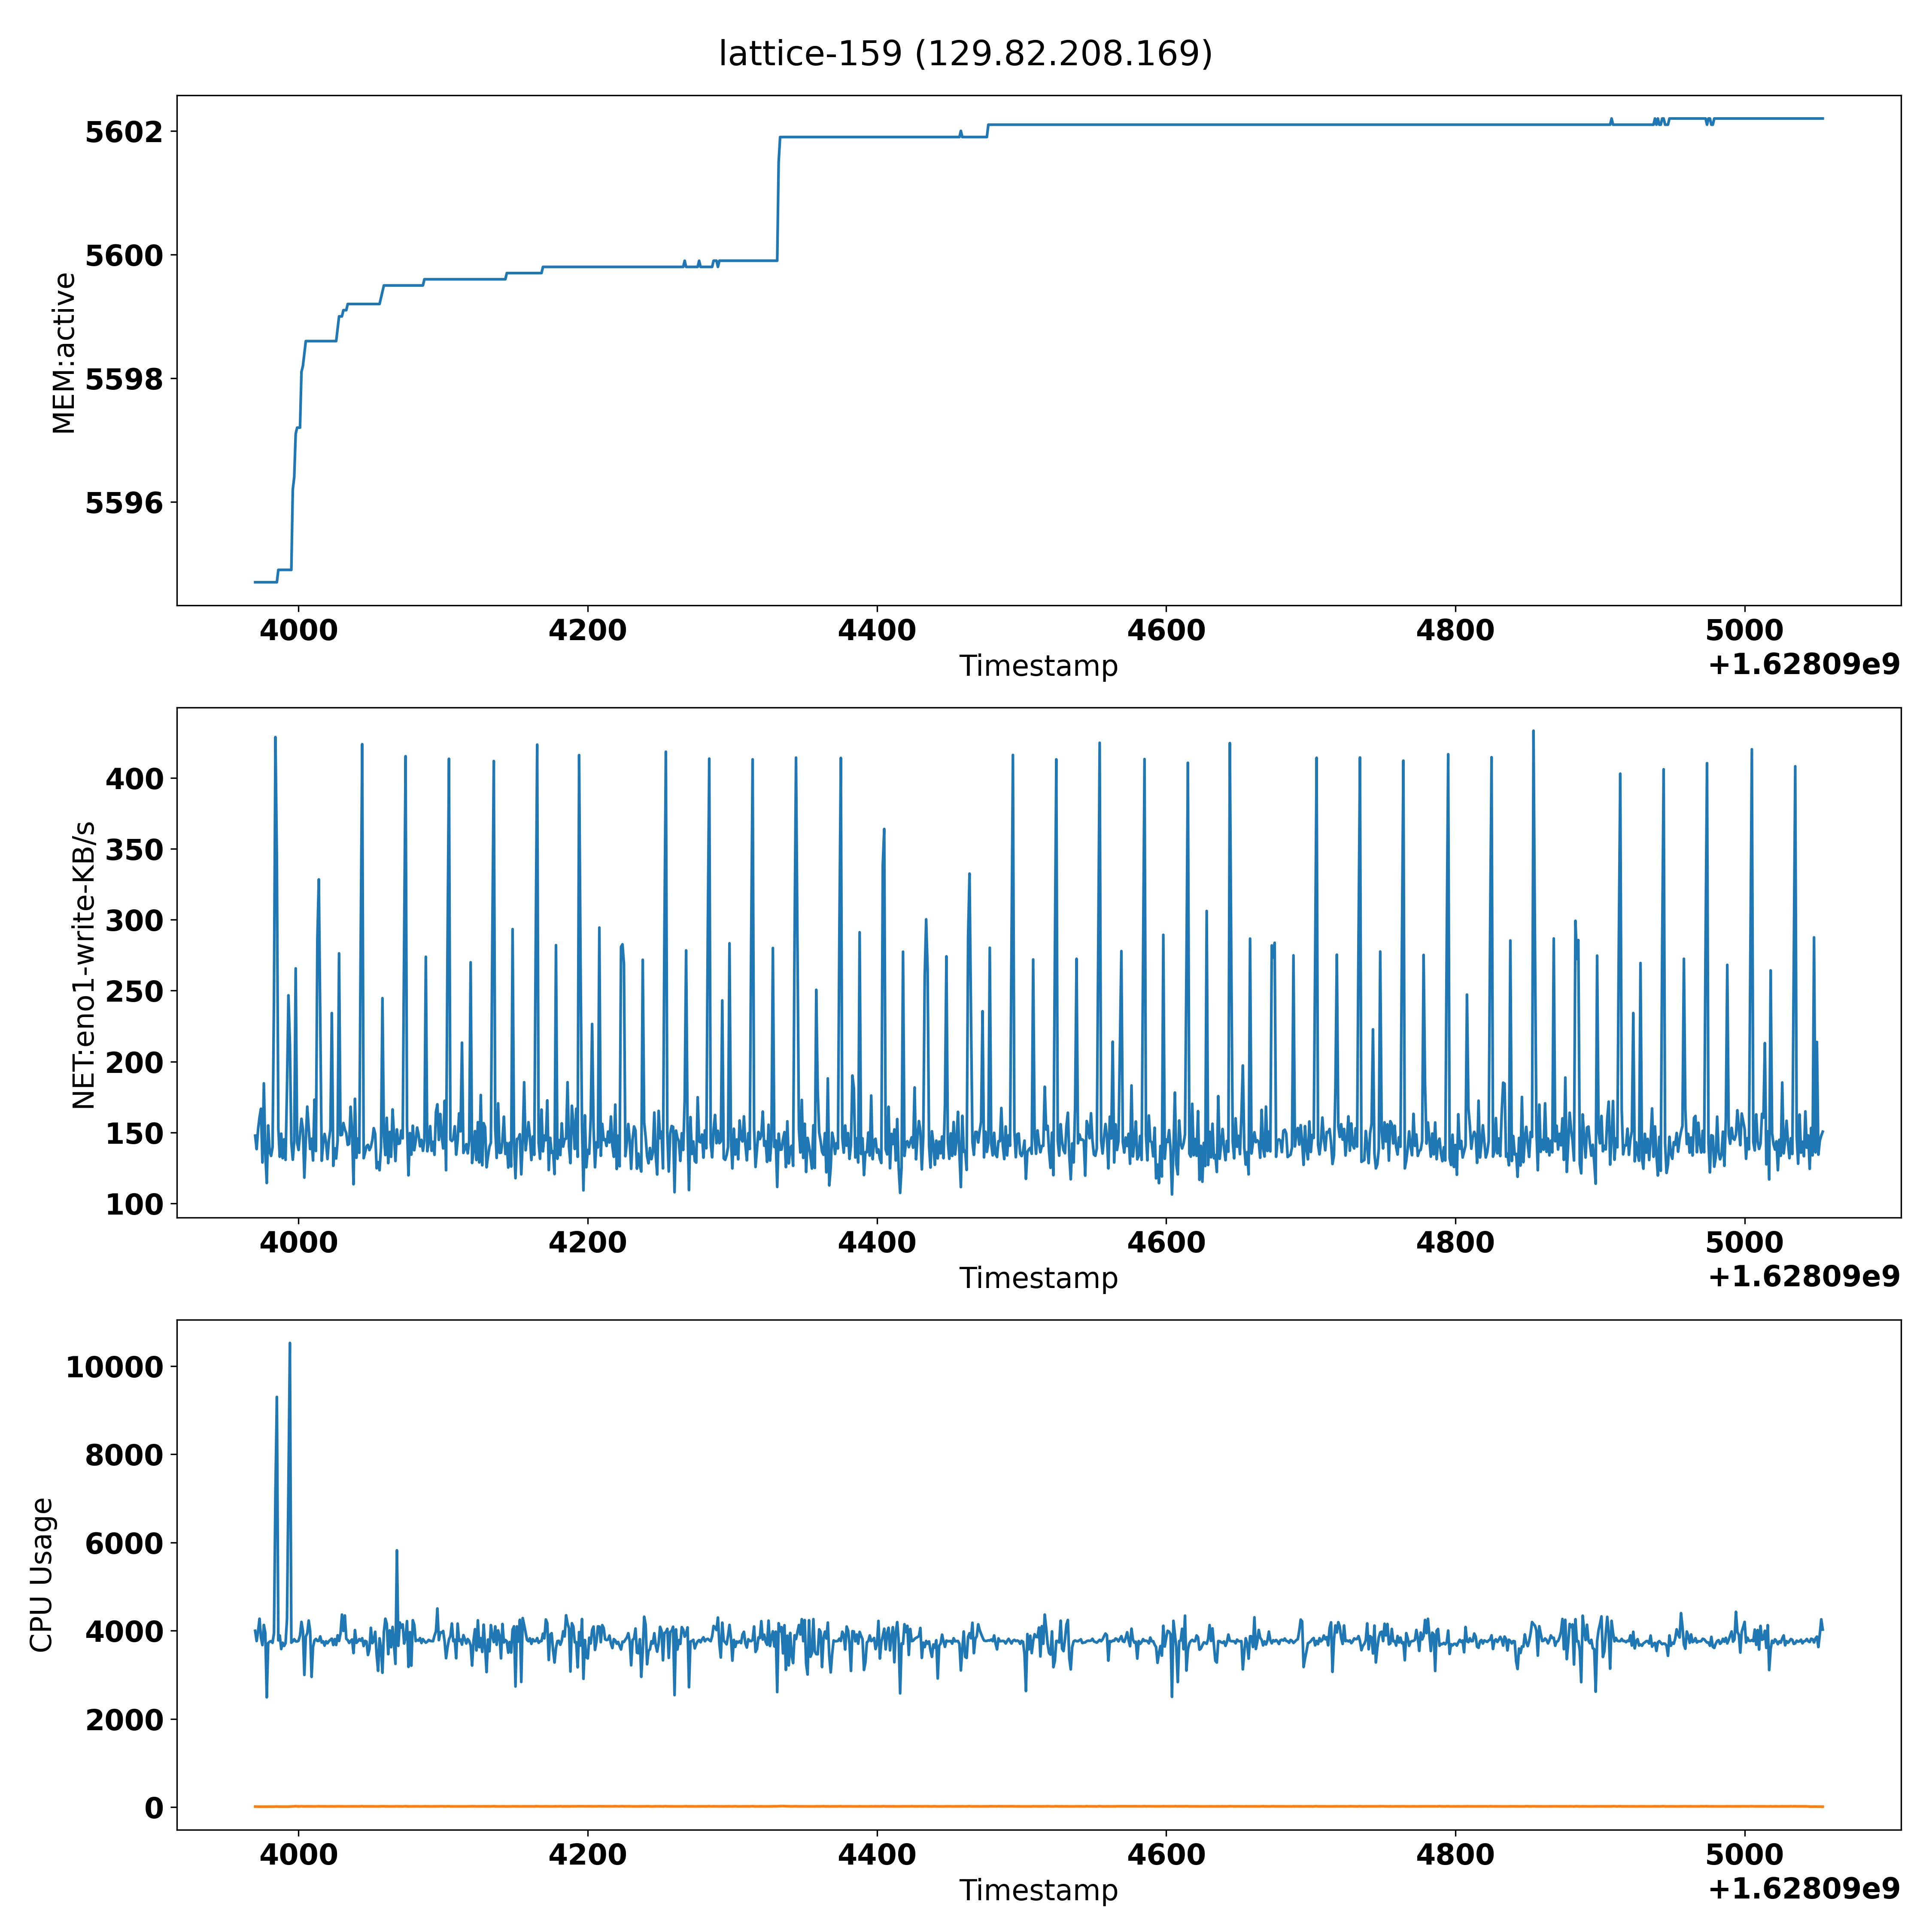 lattice-159 (129.82.208.169)
5602
5600
5598
5596
MEM:active
4000 4200 4400 4600 4800 5000
Timestamp
+1.62809e9
400
350
300
250
200
150
100
NET:eno1-write-KB/s
4000 4200 4400 4600 4800 5000
Timestamp
+1.62809e9
10000
8000
6000
4000
2000
0
CPU Usage
4000 4200 4400 4600 4800 5000
Timestamp
+1.62809e9